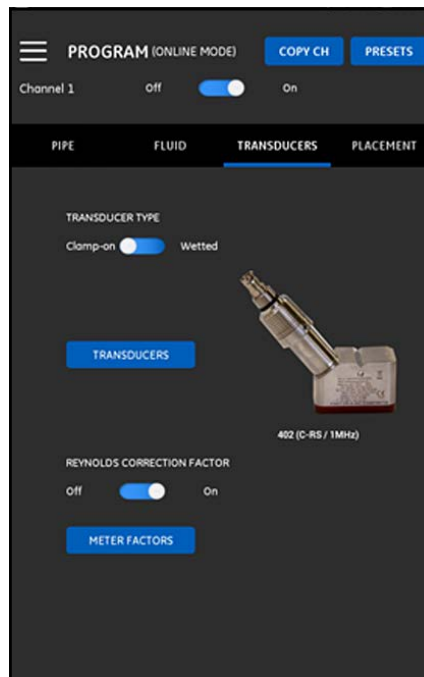 PROGRAM (ONLINE MODE) COPY CH PRESETS
Channel 1 Off On
PIPE FLUID TRANSDUCERS PLACEMENT
TRANSDUCER TYPE
Clamp-on Wetted
TRANSDUCERS
402 (C-RS / 1MHz)
REYNOLDS CORRECTION FACTOR
Off On
METER FACTORS